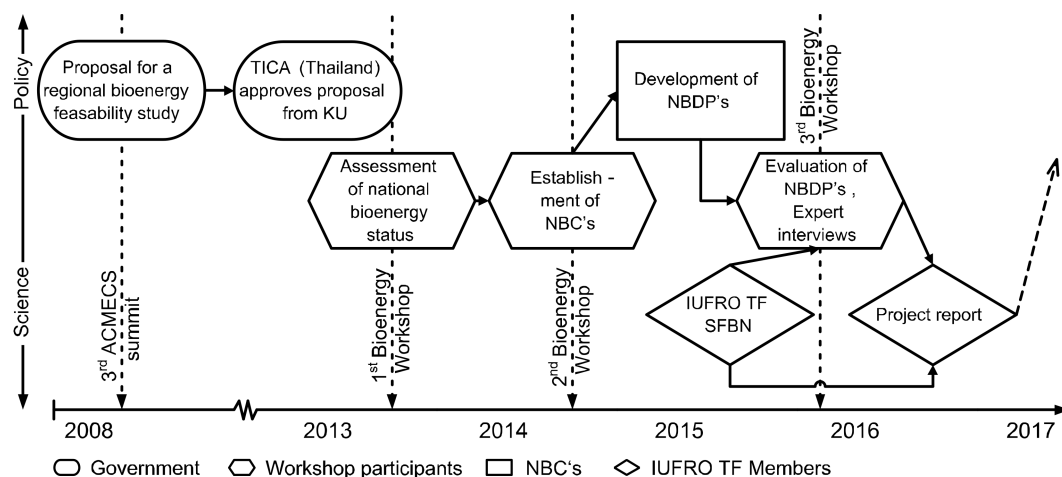 Policy
Science
Proposal for a
regional bioenergy
feasability study
TICA (Thailand)
approves proposal
from KU
Development of
NBDP's
3rd Bioenergy
Workshop
Assessment
of national
bioenergy
status
Establish -
ment of
NBC's
Evaluation of
NBDP's ,
Expert
interviews
3rd ACMECS
summit
1st Bioenergy
Workshop
2nd Bioenergy
Workshop
IUFRO TF
SFBN
Project report
2008
2013
2014
2015
2016
2017
Government
Workshop participants
NBC's
IUFRO TF Members